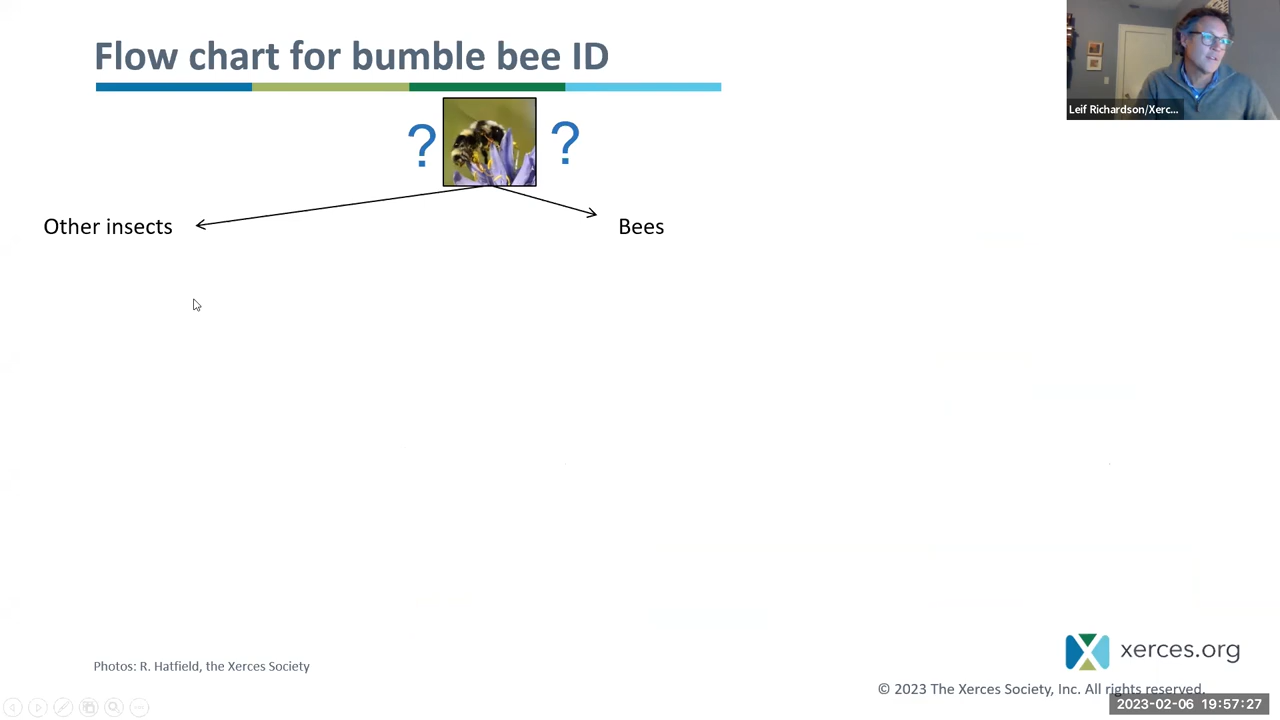 Flow chart for bumble bee ID
Leif Richardson/Xerc...
? ?
Other insects
Bees
Photos: R. Hatfield, the Xerces Society
xerces.org
© 2023 The Xerces Society, Inc. All rights reserved.
2023-02-06 19:57:27